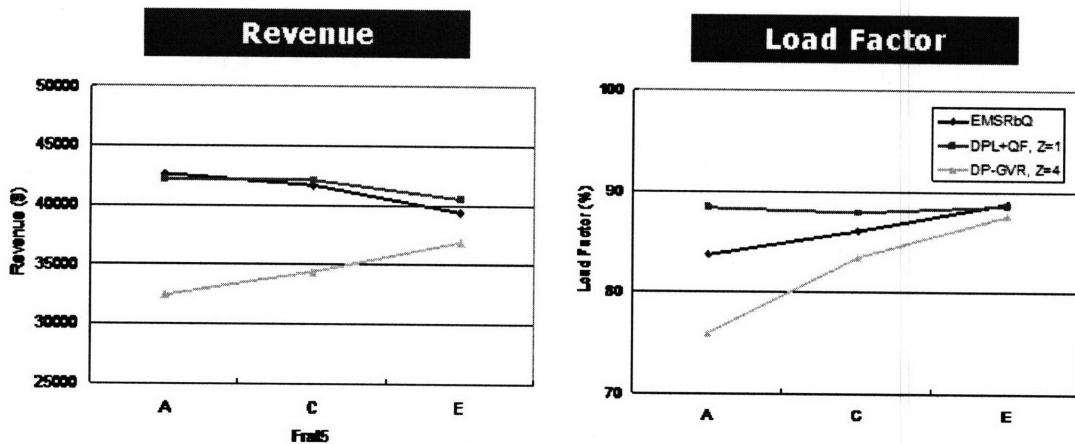 Revenue
50000
45000
40000
35000
30000
25000
Revenue ($)
A C E
Frat5
Load Factor
100
90
80
70
Load Factor (%)
EMSRbQ
DPL+QF, Z=1
DP-GVR, Z=4
A C E